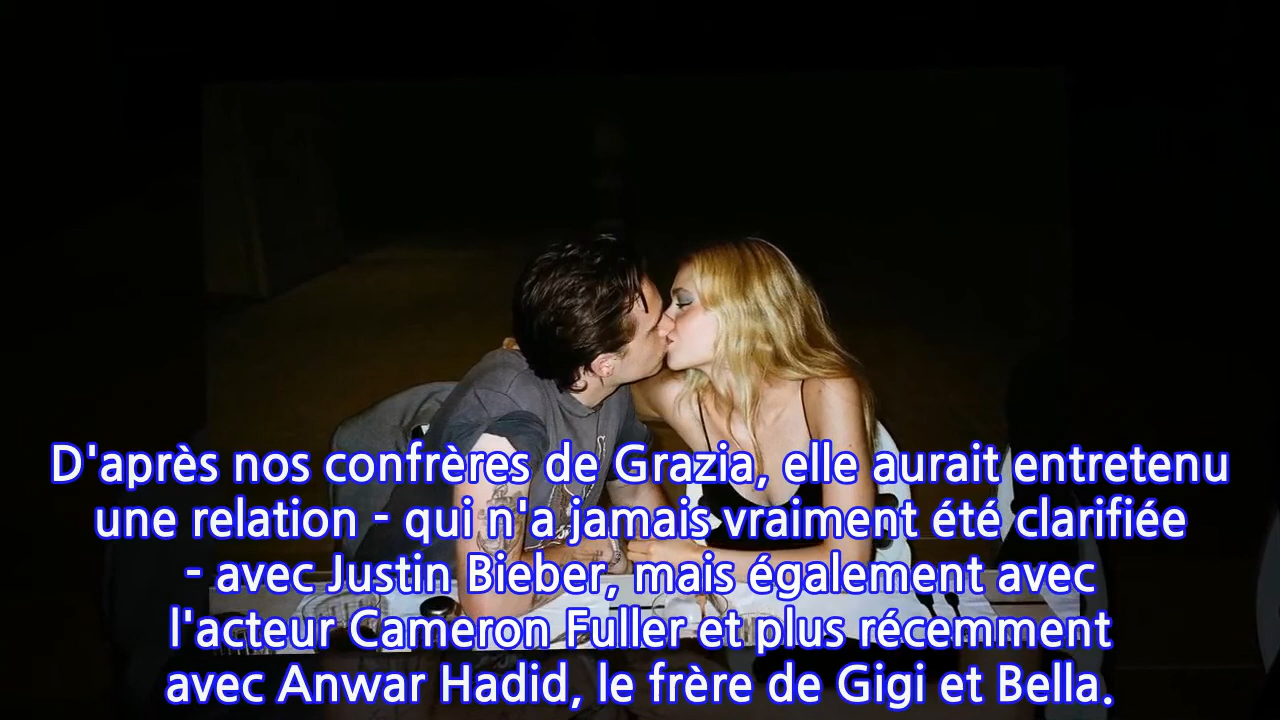 D'après nos confrères de Grazia, elle aurait entretenu
une relation - qui n'a jamais vraiment été clarifiée
- avec Justin Bieber, mais également avec
l'acteur Cameron Fuller et plus récemment
avec Anwar Hadid, le frère de Gigi et Bella.